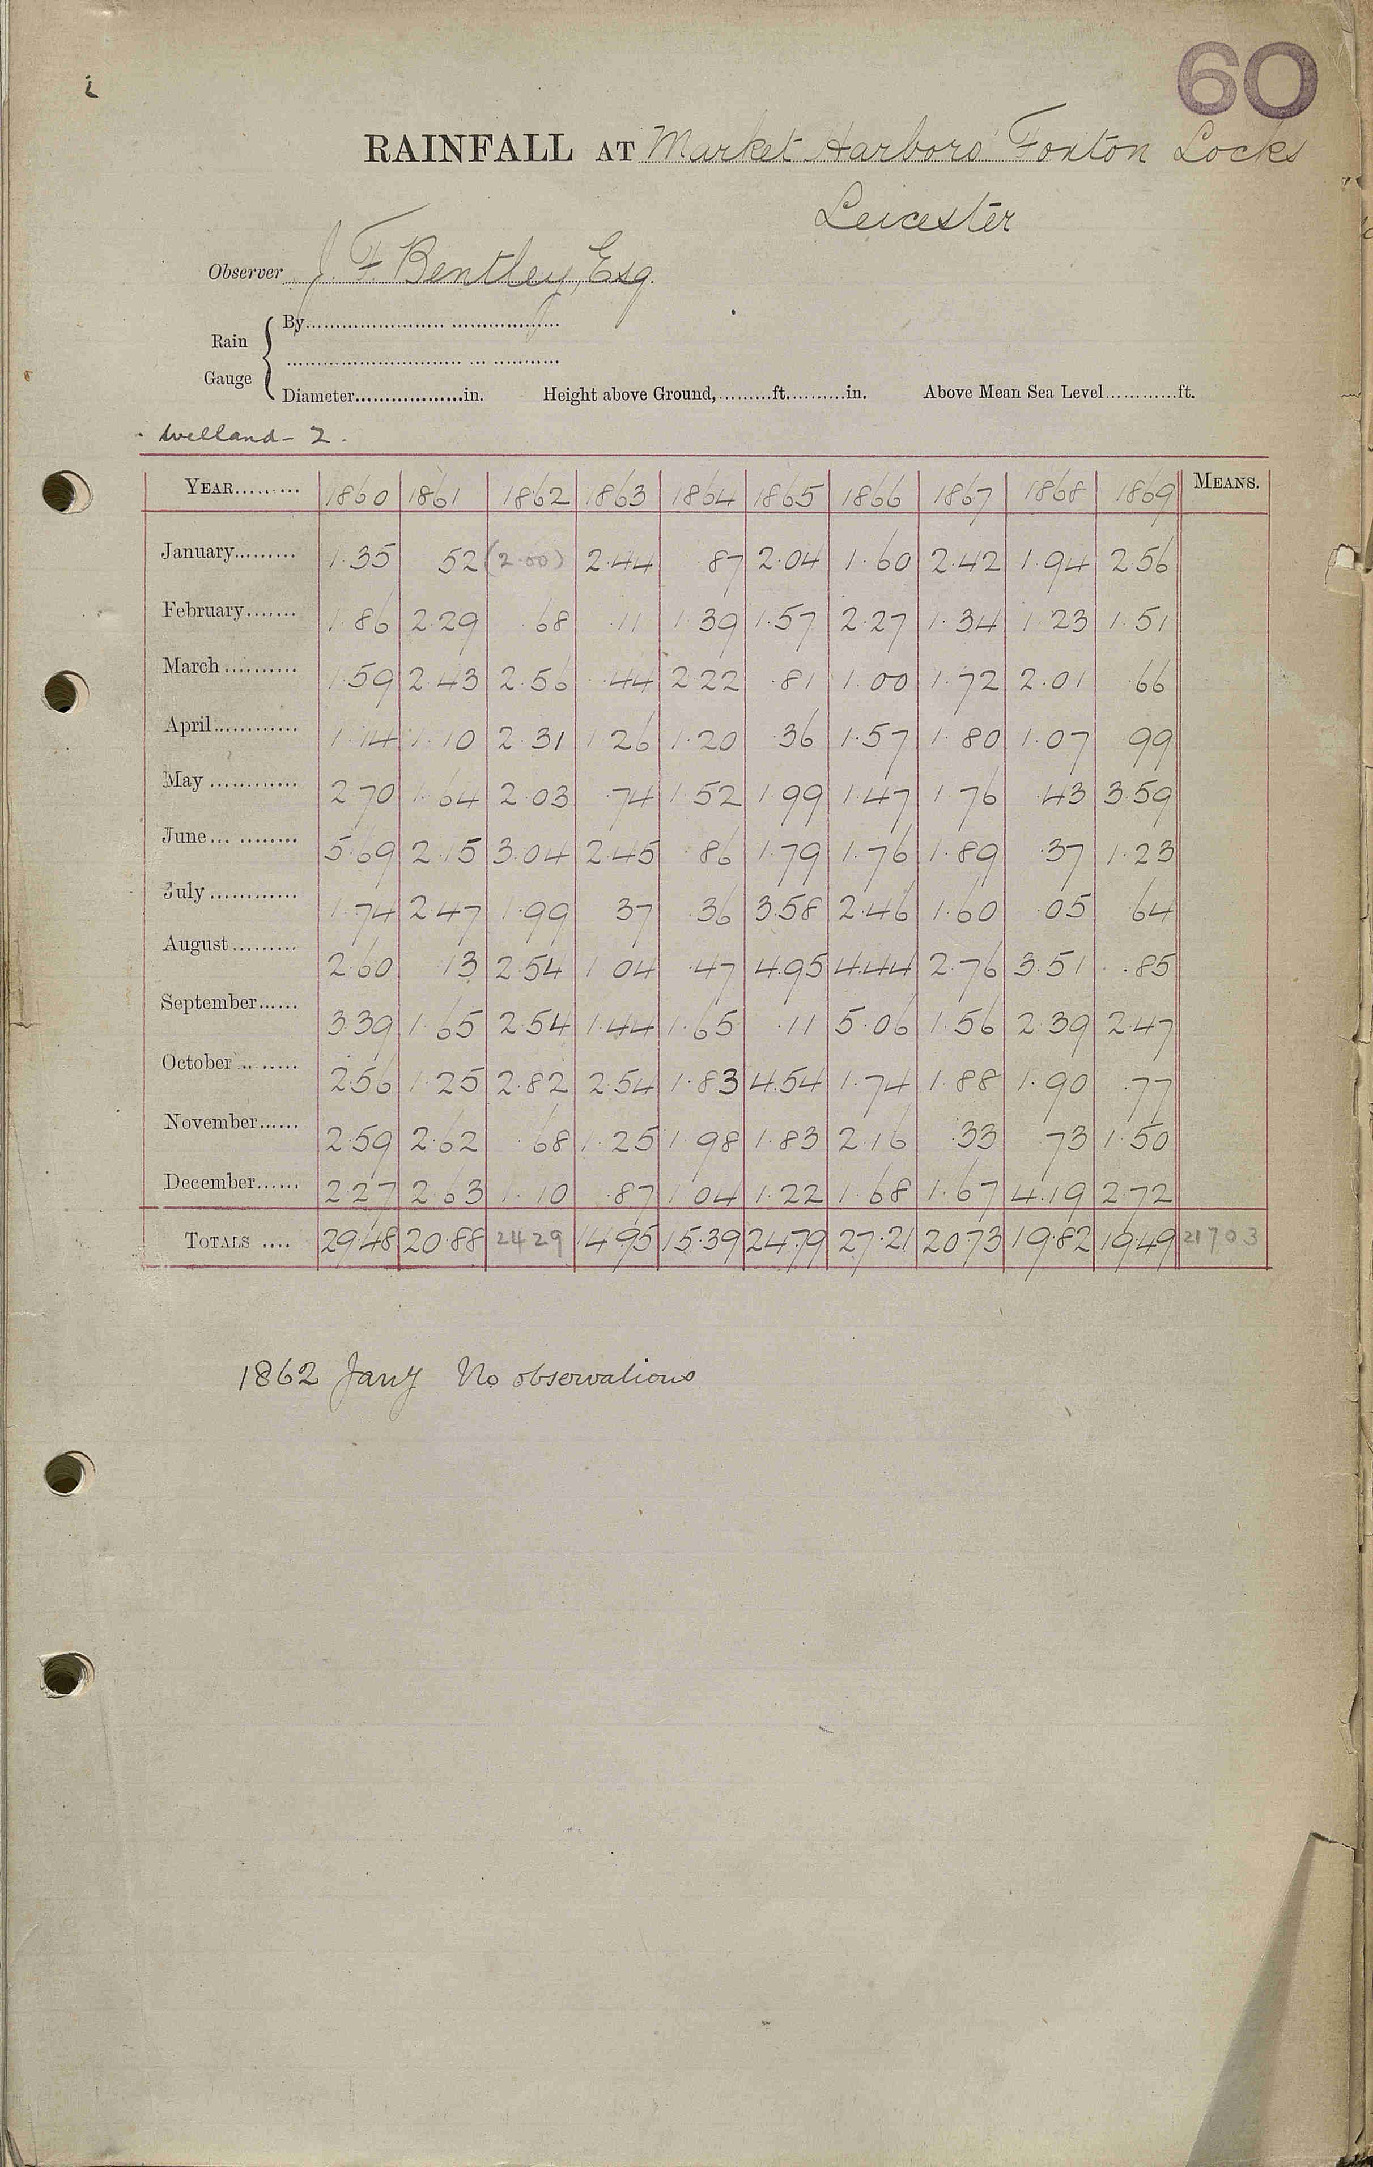 60
i
RAINFALL AT Market Harboro' Foxton Locks
Leicester
Observer J. F. Bentley, Esq.
Rain Gauge { By
Diameter in. Height above Ground, ft. in. Above Mean Sea Level ft.
Welland - 2.
YEAR 1860 1861 1862 1863 1864 1865 1866 1867 1868 1869 MEANS.
January 1.35 52 (2.00) 2.44 87 2.04 1.60 2.42 1.94 2.56
February 1.86 2.29 .68 .11 1.39 1.57 2.27 1.34 1.23 1.51
March 1.59 2.43 2.56 .44 2.22 .81 1.00 1.72 2.01 .66
April 1.14 1.10 2.31 1.26 1.20 .36 1.57 1.80 1.07 99
May 2.70 1.64 2.03 .74 1.52 1.99 1.47 1.76 .43 3.59
June 5.69 2.15 3.04 2.45 .86 1.79 1.76 1.89 .37 1.23
July 1.74 2.47 1.99 37 .36 3.58 2.46 1.60 .05 .64
August 2.60 .13 2.54 1.04 .47 4.95 4.44 2.76 3.51 .85
September 3.39 1.65 2.54 1.44 1.65 .11 5.06 1.56 2.39 2.47
October 2.56 1.25 2.82 2.54 1.83 4.54 1.74 1.88 1.90 .77
November 2.59 2.62 .68 1.25 1.98 1.83 2.16 .33 .73 1.50
December 2.27 2.63 1.10 .87 1.04 1.22 1.68 1.67 4.19 2.72
TOTALS 29.48 20.88 24 29 14.95 15.39 24.79 27.21 20.73 19.82 19.49 217 03
1862 Jany No observations